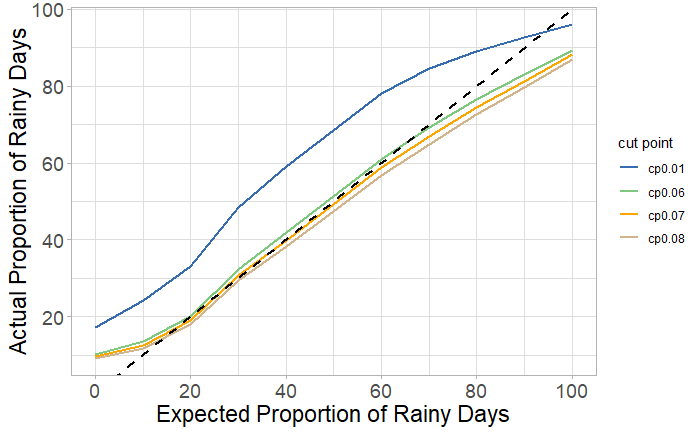 Actual Proportion of Rainy Days
100
80
60
40
20
0
20
40
60
80
100
Expected Proportion of Rainy Days
cut point
cp0.01
cp0.06
cp0.07
cp0.08